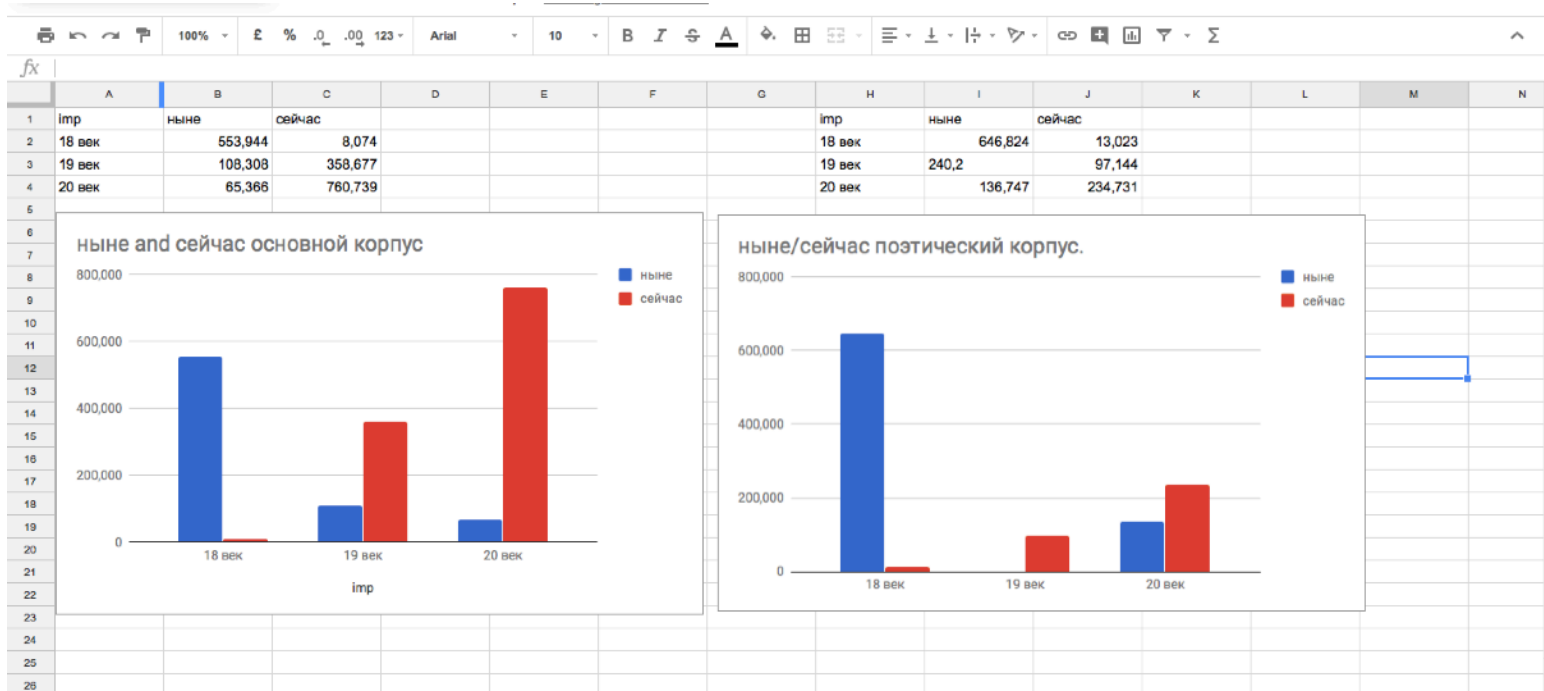 100% £ % .0 .00 123 Arial 10 B I S A
fx
A B C D E F G H I J K L M N
1 imp ныне сейчас imp ныне сейчас
2 18 век 553,944 8,074 18 век 646,824 13,023
3 19 век 108,308 358,677 19 век 240,2 97,144
4 20 век 65,366 760,739 20 век 136,747 234,731
5
6
7
8
9
10
11
12
13
14
15
16
17
18
19
20
21
22
23
24
25
26
ныне and сейчас основной корпус
800,000
600,000
400,000
200,000
0
18 век 19 век 20 век
imp
ныне
сейчас
ныне/сейчас поэтический корпус.
800,000
600,000
400,000
200,000
0
18 век 19 век 20 век
ныне
сейчас